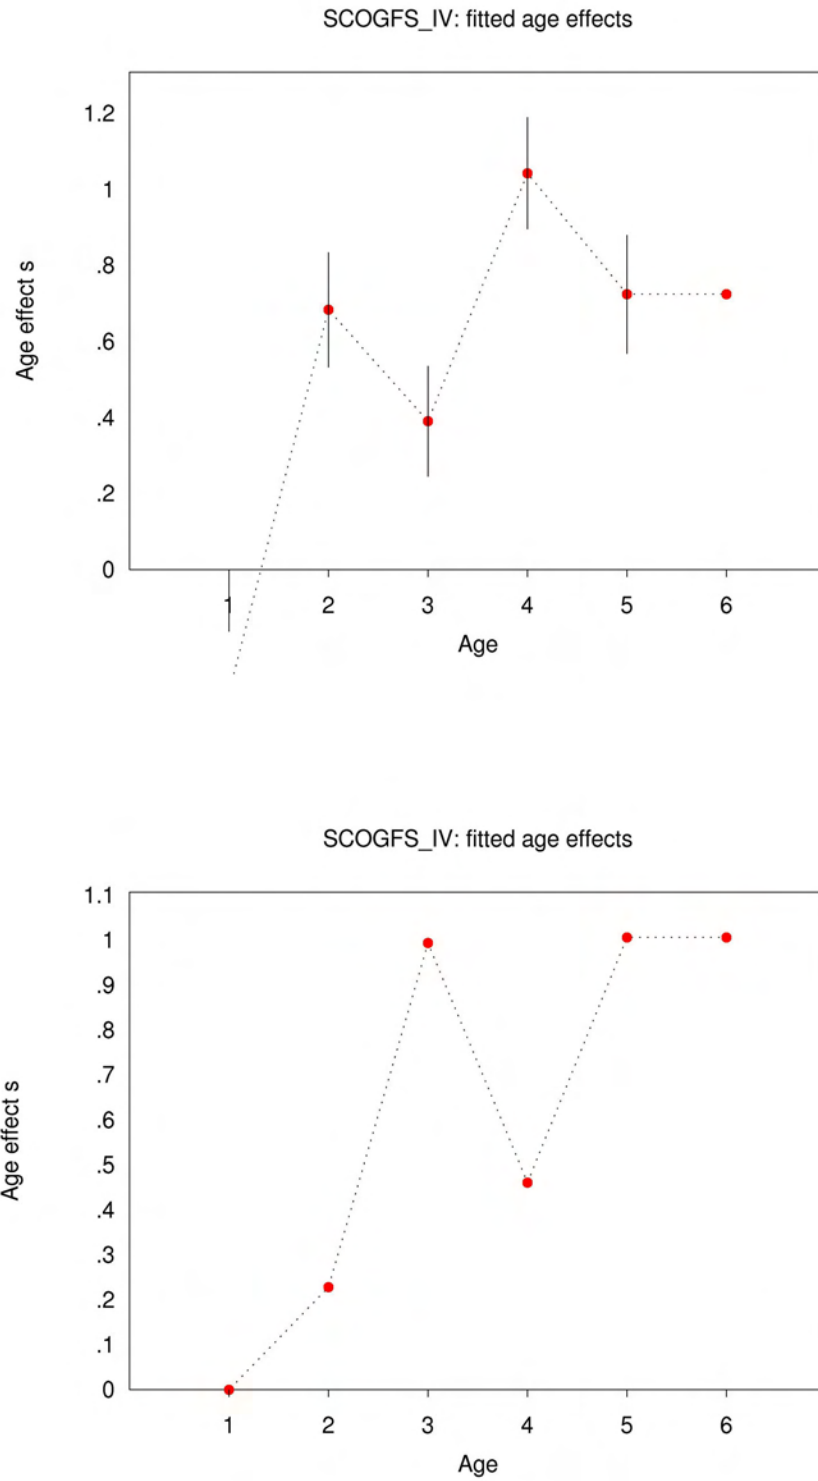 SCOGFS_IV: fitted age effects
1.2
1
.8
.6
.4
.2
0
Age effect s
1 2 3 4 5 6
Age
SCOGFS_IV: fitted age effects
1.1
1
.9
.8
.7
.6
.5
.4
.3
.2
.1
0
Age effect s
1 2 3 4 5 6
Age